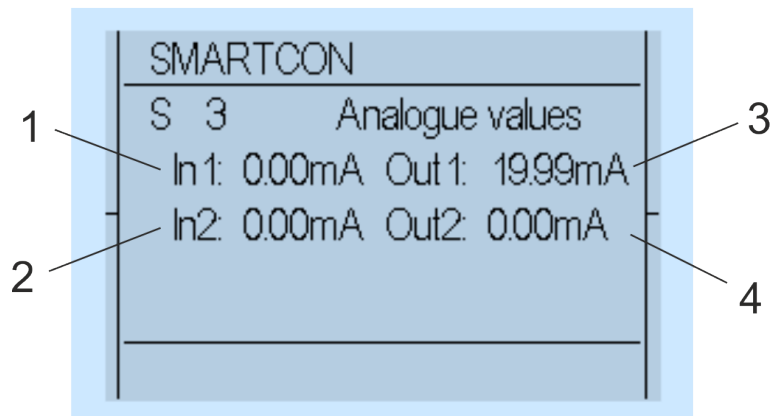 SMARTCON
S 3 Analogue values
1 In1: 0.00mA Out1: 19.99mA 3
2 In2: 0.00mA Out2: 0.00mA 4